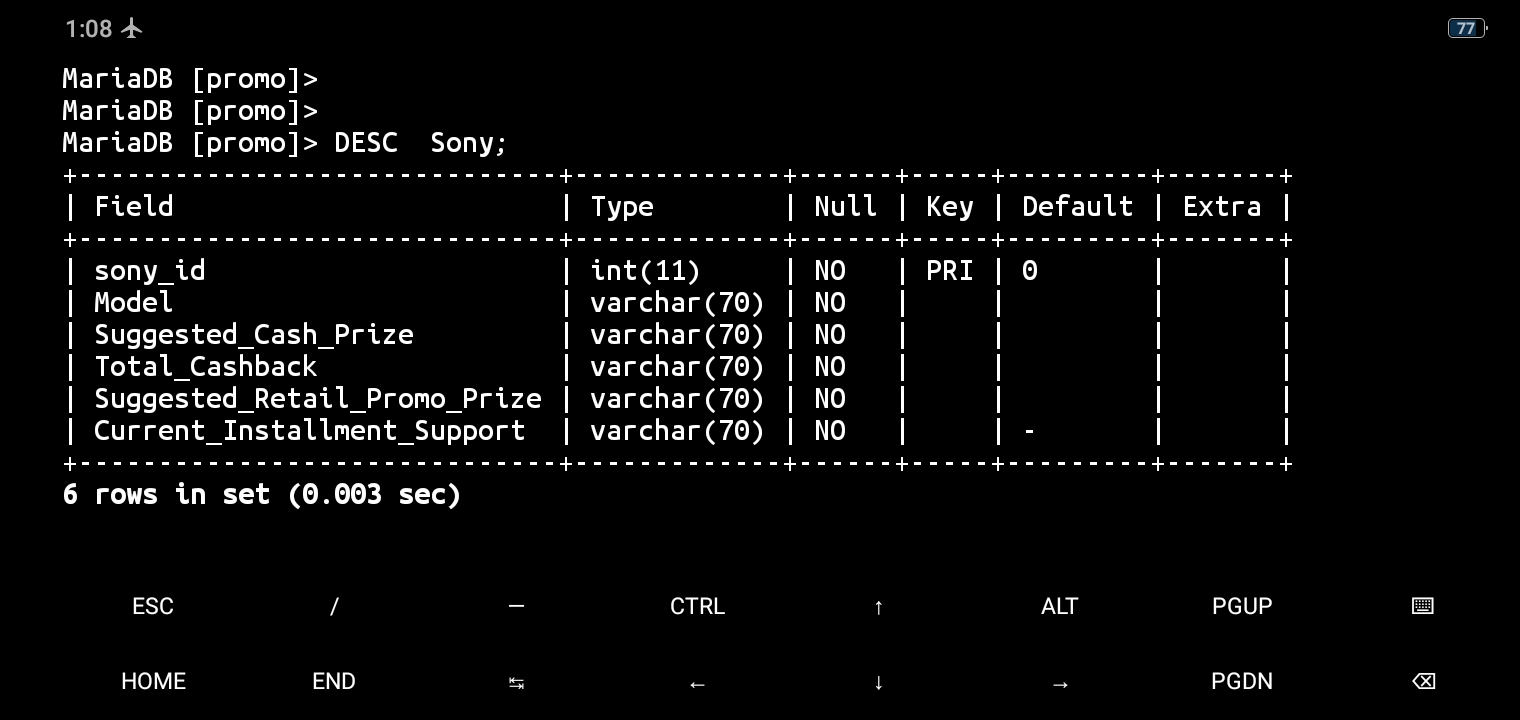 1:08 77
MariaDB [promo]>
MariaDB [promo]>
MariaDB [promo]> DESC  Sony;
+------------------------------+-------------+------+-----+---------+-------+
| Field                        | Type        | Null | Key | Default | Extra |
+------------------------------+-------------+------+-----+---------+-------+
| sony_id                      | int(11)     | NO   | PRI | 0       |       |
| Model                        | varchar(70) | NO   |     |         |       |
| Suggested_Cash_Prize         | varchar(70) | NO   |     |         |       |
| Total_Cashback               | varchar(70) | NO   |     |         |       |
| Suggested_Retail_Promo_Prize | varchar(70) | NO   |     |         |       |
| Current_Installment_Support  | varchar(70) | NO   |     | -       |       |
+------------------------------+-------------+------+-----+---------+-------+
6 rows in set (0.003 sec)
ESC / — CTRL ↑ ALT PGUP
HOME END ↹ ← ↓ → PGDN ⌫